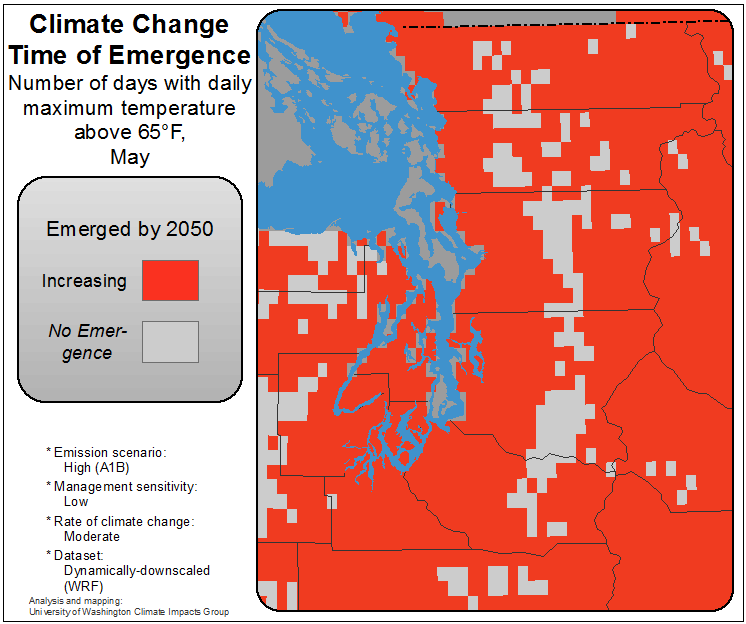 Climate Change
Time of Emergence
Number of days with daily
maximum temperature
above 65°F,
May
Emerged by 2050
Increasing
No Emer-
gence
* Emission scenario:
High (A1B)
* Management sensitivity:
Low
* Rate of climate change:
Moderate
* Dataset:
Dynamically-downscaled
(WRF)
Analysis and mapping:
University of Washington Climate Impacts Group